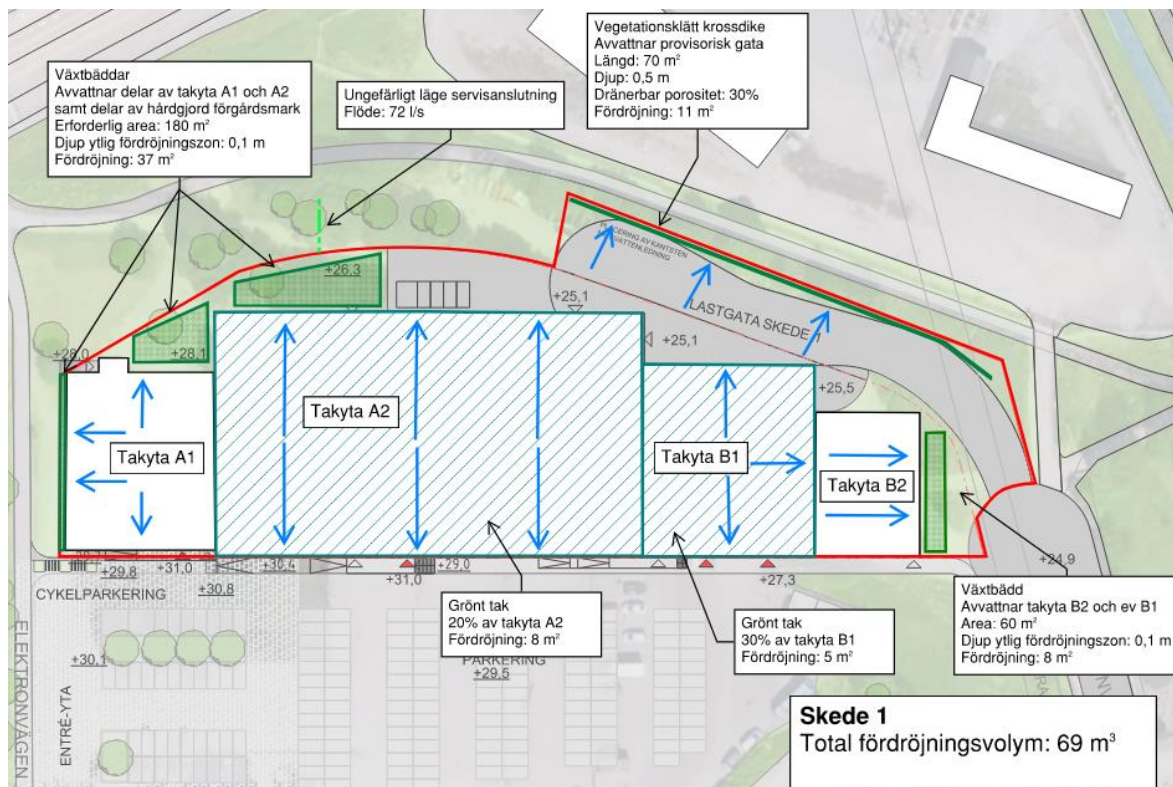 Växtbäddar
Avvattnar delar av takyta A1 och A2
samt delar av hårdgjord förgårdsmark
Erforderlig area: 180 m²
Djup ytlig fördröjningszon: 0,1 m
Fördröjning: 37 m²
Ungefärligt läge servisanslutning
Flöde: 72 l/s
Vegetationsklätt krossdike
Avvattnar provisorisk gata
Längd: 70 m²
Djup: 0,5 m
Dränerbar porositet: 30%
Fördröjning: 11 m²
+26,3
+28,1
+28,0
+25,1
LASTGATA SKEDE 1
+25,1
+25,5
Takyta A1
Takyta A2
Takyta B1
Takyta B2
+29,8
+31,0
+30,4
+30,8
+31,0
+29,0
+27,3
+24,9
CYKELPARKERING
+30,1
ELEKTRONVÄGEN
ENTRÉ-YTA
PARKERING
+29,5
Grönt tak
20% av takyta A2
Fördröjning: 8 m²
Grönt tak
30% av takyta B1
Fördröjning: 5 m²
Växtbädd
Avvattnar takyta B2 och ev B1
Area: 60 m²
Djup ytlig fördröjningszon: 0,1 m
Fördröjning: 8 m²
Skede 1
Total fördröjningsvolym: 69 m³